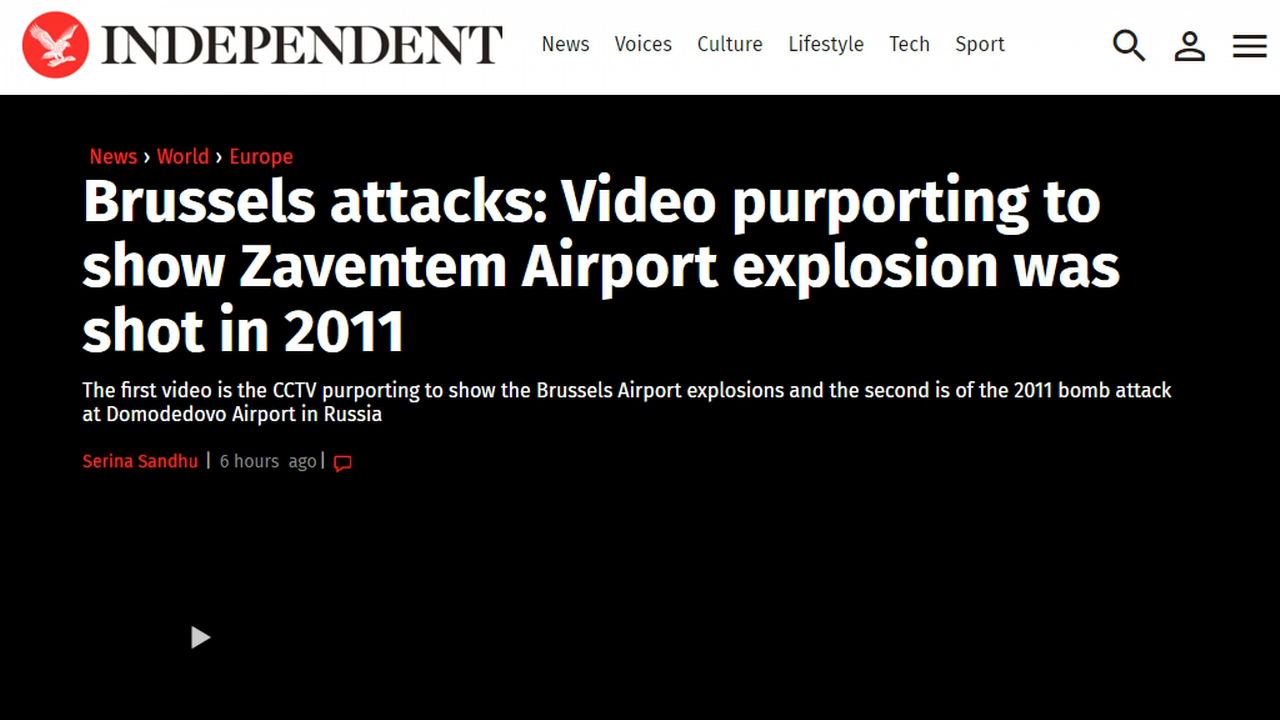 INDEPENDENT News Voices Culture Lifestyle Tech Sport
News › World › Europe
Brussels attacks: Video purporting to
show Zaventem Airport explosion was
shot in 2011
The first video is the CCTV purporting to show the Brussels Airport explosions and the second is of the 2011 bomb attack
at Domodedovo Airport in Russia
Serina Sandhu | 6 hours ago |